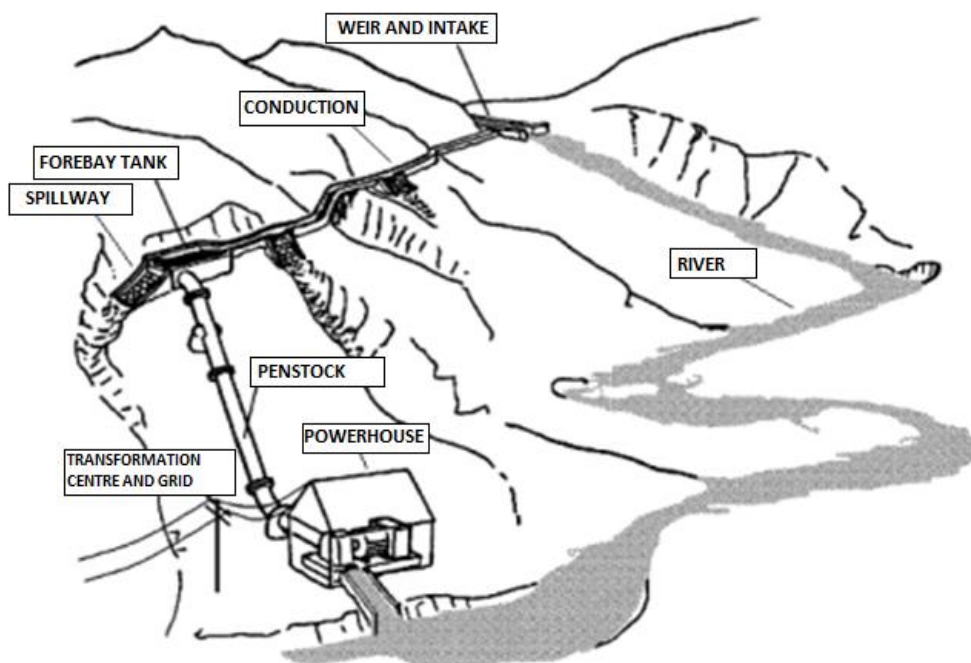 WEIR AND INTAKE
CONDUCTION
FOREBAY TANK
SPILLWAY
RIVER
PENSTOCK
POWERHOUSE
TRANSFORMATION
CENTRE AND GRID